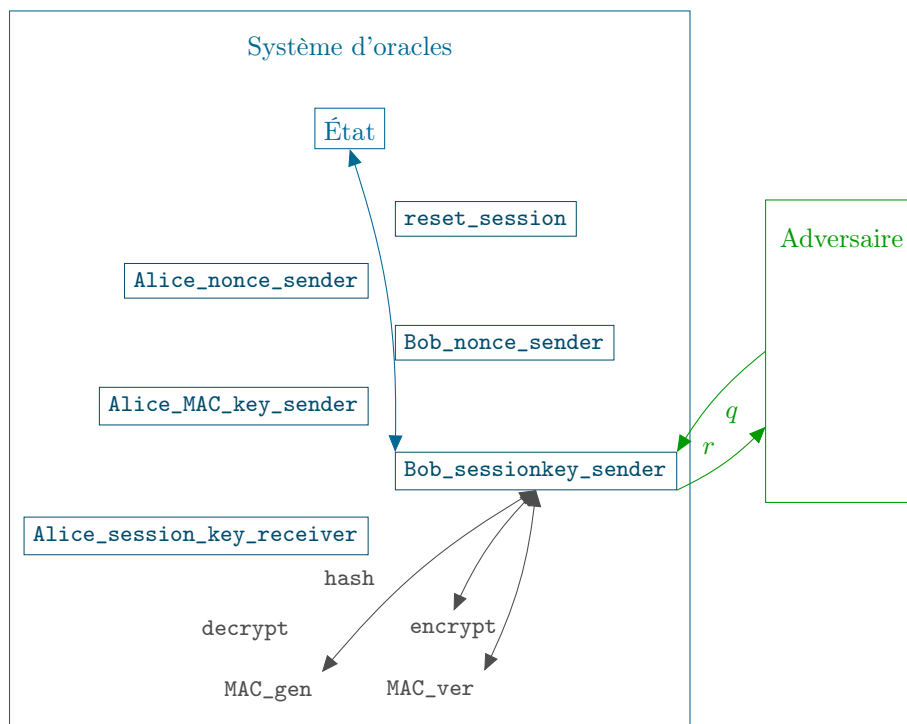 Système d'oracles
État
reset_session
Adversaire
Alice_nonce_sender
Bob_nonce_sender
Alice_MAC_key_sender
q
r
Bob_sessionkey_sender
Alice_session_key_receiver
hash
decrypt
encrypt
MAC_gen
MAC_ver